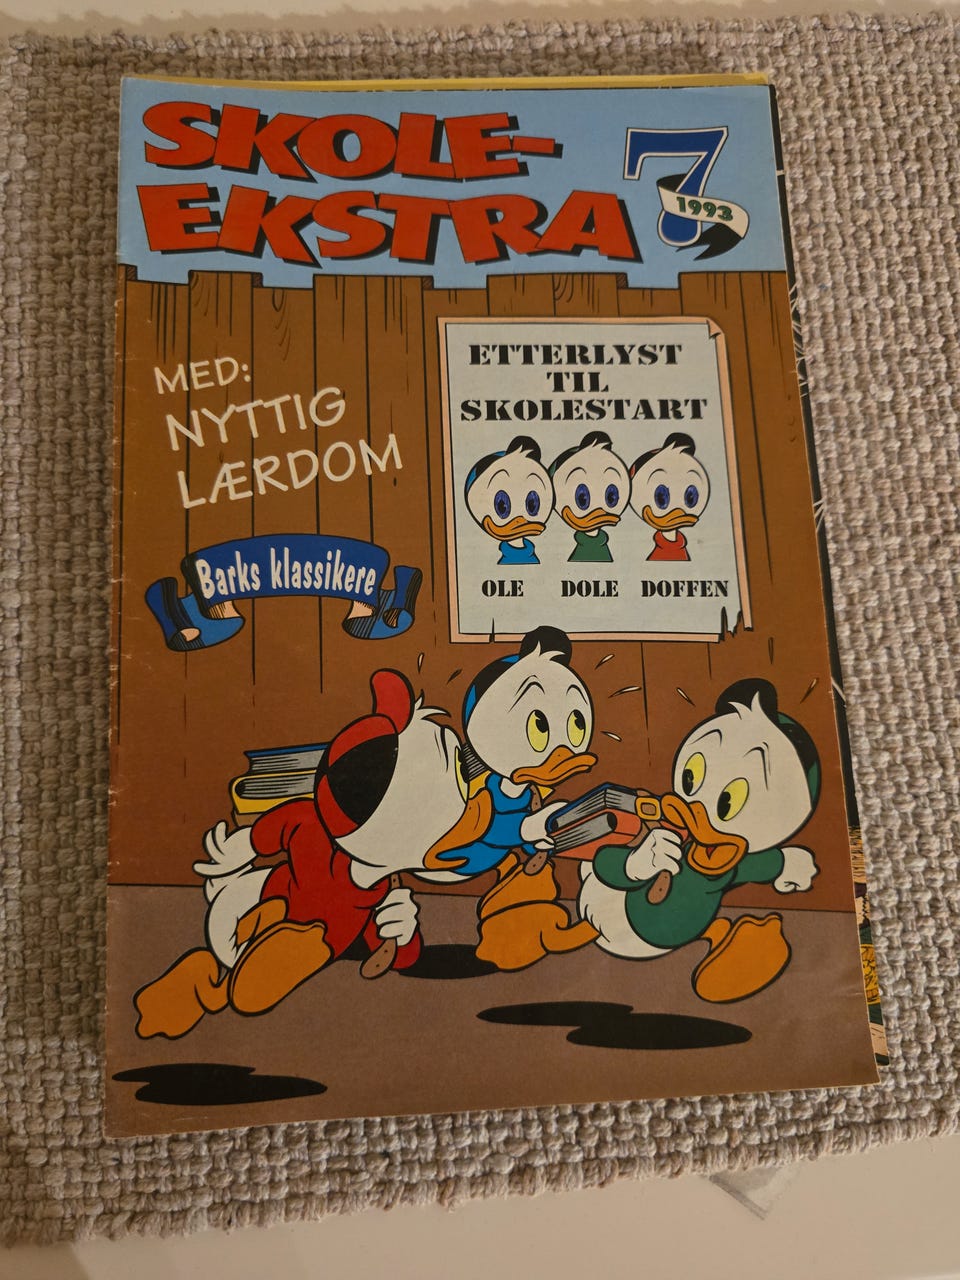 SKOLE-
EKSTRA
7
1993
MED:
NYTTIG
LÆRDOM
Barks klassikere
ETTERLYST
TIL
SKOLESTART
OLE DOLE DOFFEN